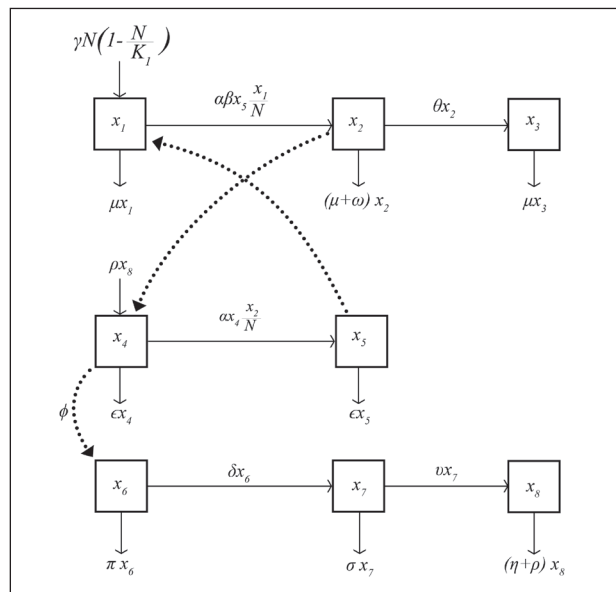 γN(1-N/K₁)
αβx₅ x₁/N
x₁
x₂
θx₂
x₃
μx₁
(μ+ω) x₂
μx₃
ρx₈
αx₄ x₂/N
x₄
x₅
ϕ
ϵx₄
ϵx₅
x₆
δx₆
x₇
υx₇
x₈
π x₆
σ x₇
(η+ρ) x₈